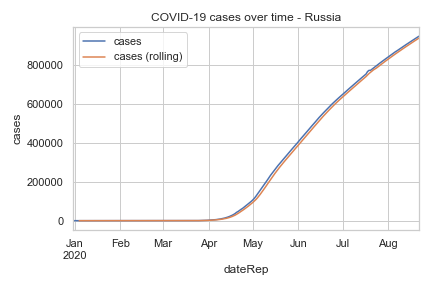 COVID-19 cases over time - Russia
cases
cases (rolling)
800000
600000
400000
200000
0
cases
Jan Feb Mar Apr May Jun Jul Aug
2020
dateRep